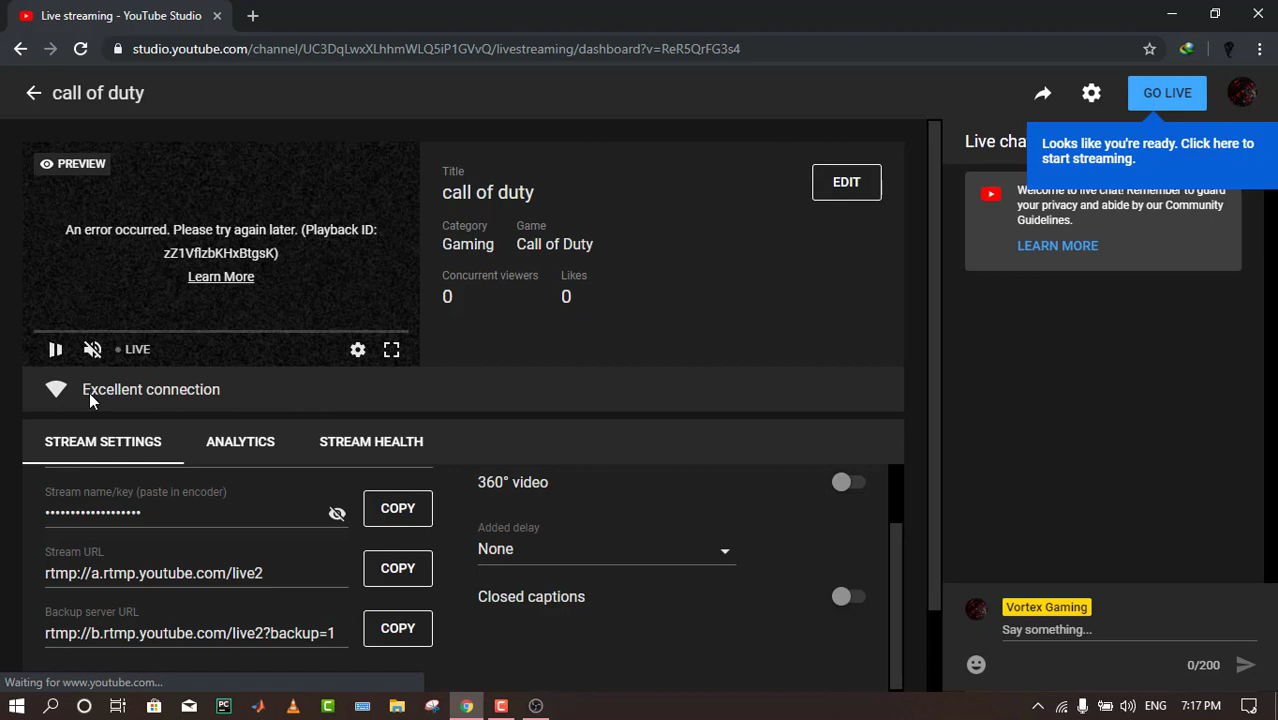 Live streaming - YouTube Studio
studio.youtube.com/channel/UC3DqLwxXLhhmWLQ5iP1GVvQ/livestreaming/dashboard?v=ReR5QrFG3s4
call of duty
GO LIVE
Looks like you're ready. Click here to
start streaming.
PREVIEW
An error occurred. Please try again later. (Playback ID:
zZ1VflzbKHxBtgsK)
Learn More
LIVE
Title
call of duty
EDIT
Category
Game
Gaming
Call of Duty
Concurrent viewers
Likes
0
0
Live cha
Welcome to live chat! Remember to guard
your privacy and abide by our Community
Guidelines.
LEARN MORE
Excellent connection
STREAM SETTINGS
ANALYTICS
STREAM HEALTH
Stream name/key (paste in encoder)
•••••••••••••••••••
COPY
Stream URL
rtmp://a.rtmp.youtube.com/live2
COPY
Backup server URL
rtmp://b.rtmp.youtube.com/live2?backup=1
COPY
360° video
Added delay
None
Closed captions
Vortex Gaming
Say something...
0/200
Waiting for www.youtube.com...
ENG
7:17 PM